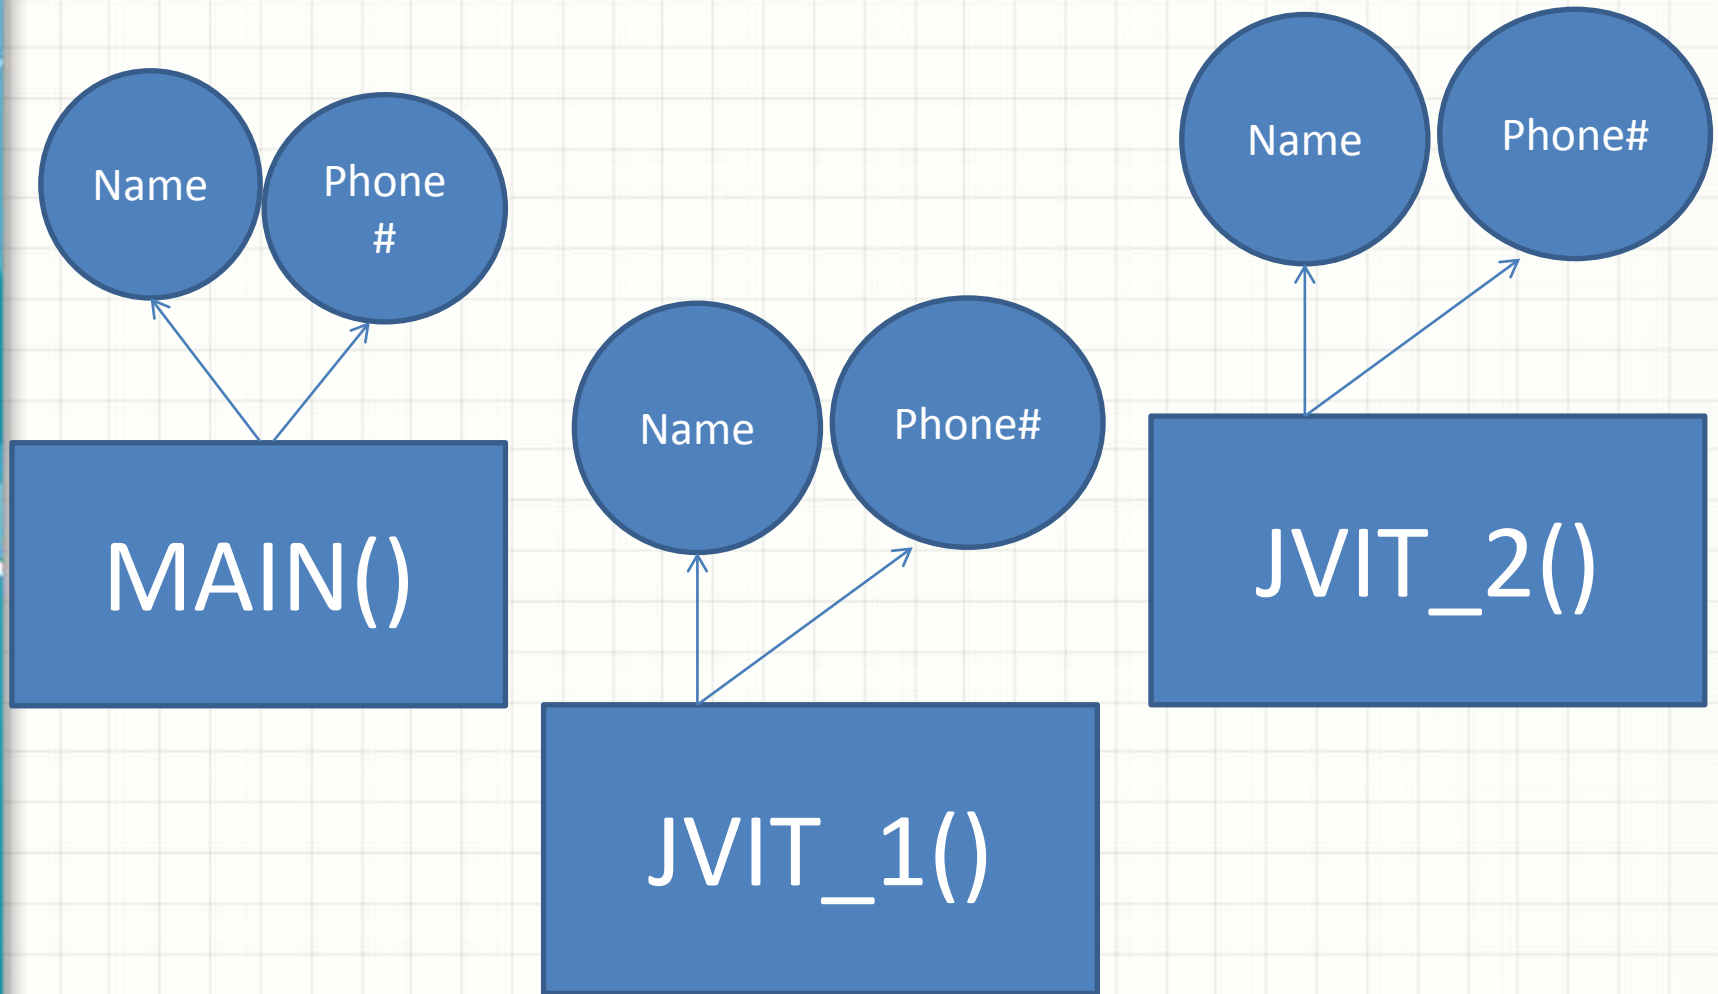 Name
Phone
#
MAIN()
Name
Phone#
JVIT_1()
Name
Phone#
JVIT_2()